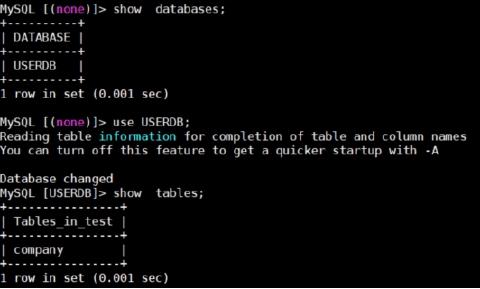 MySQL [(none)]> show  databases;
+----------+
| DATABASE |
+----------+
| USERDB   |
+----------+
1 row in set (0.001 sec)
MySQL [(none)]> use USERDB;
Reading table information for completion of table and column names
You can turn off this feature to get a quicker startup with -A
Database changed
MySQL [USERDB]> show  tables;
+----------------+
| Tables_in_test |
+----------------+
| company        |
+----------------+
1 row in set (0.001 sec)